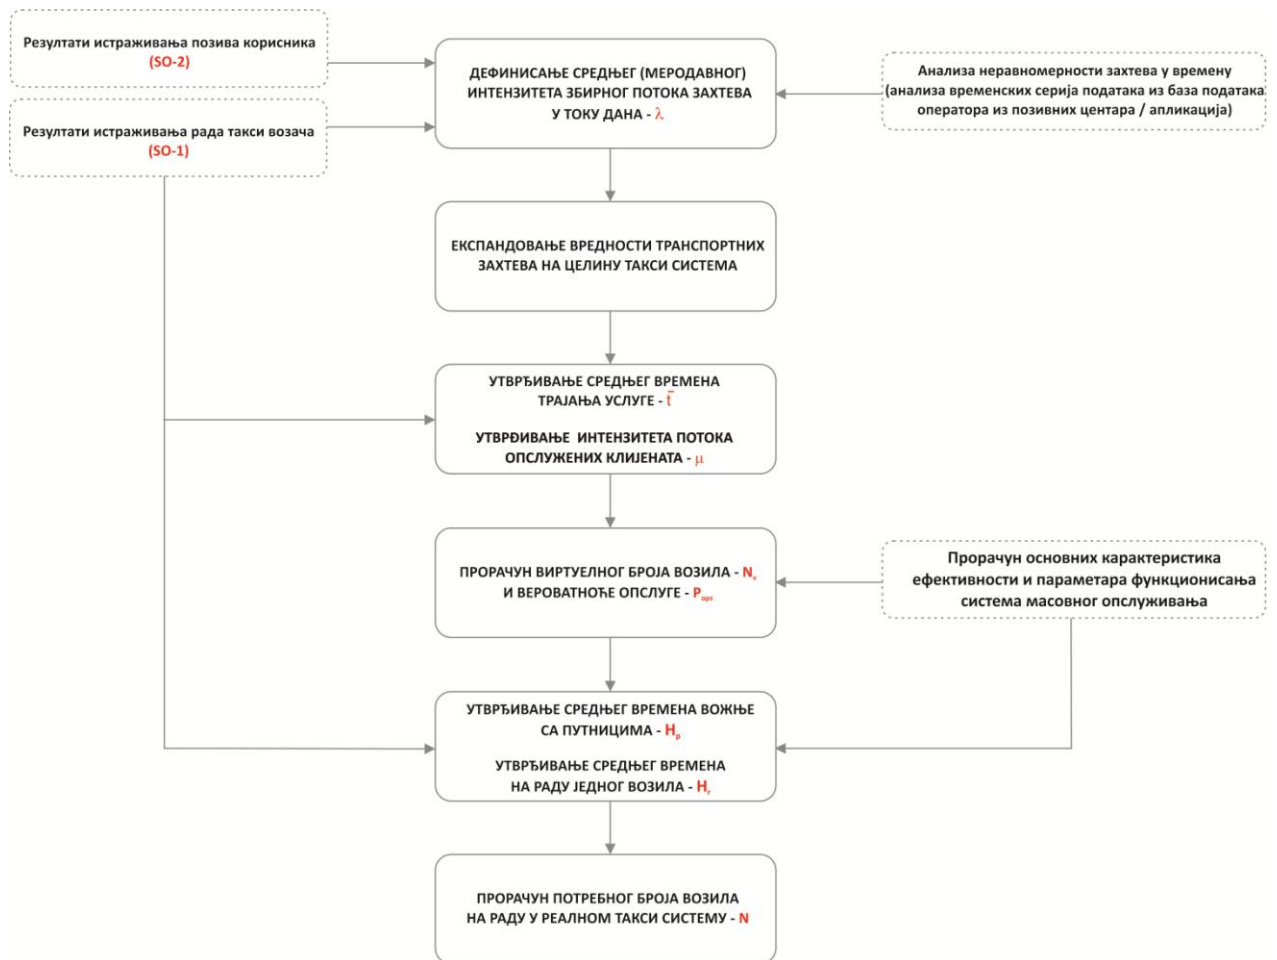 Резултати истраживања позива корисника
(SO-2)
Резултати истраживања рада такси возача
(SO-1)
ДЕФИНИСАЊЕ СРЕДЊЕГ (МЕРОДАВНОГ)
ИНТЕНЗИТЕТА ЗБИРНОГ ПОТОКА ЗАХТЕВА
У ТОКУ ДАНА - λ
Анализа неравномерности захтева у времену
(анализа временских серија података из база података
оператора из позивних центара / апликација)
ЕКСПАНДОВАЊЕ ВРЕДНОСТИ ТРАНСПОРТНИХ
ЗАХТЕВА НА ЦЕЛИНУ ТАКСИ СИСТЕМА
УТВРЂИВАЊЕ СРЕДЊЕГ ВРЕМЕНА
ТРАЈАЊА УСЛУГЕ - t̄
УТВРЂИВАЊЕ ИНТЕНЗИТЕТА ПОТОКА
ОПСЛУЖЕНИХ КЛИЈЕНАТА - μ
ПРОРАЧУН ВИРТУЕЛНОГ БРОЈА ВОЗИЛА - Nv
И ВЕРОВАТНОЋЕ ОПСЛУГЕ - Pops
Прорачун основних карактеристика
ефективности и параметара функционисања
система масовног опслуживања
УТВРЂИВАЊЕ СРЕДЊЕГ ВРЕМЕНА ВОЖЊЕ
СА ПУТНИЦИМА - Hp
УТВРЂИВАЊЕ СРЕДЊЕГ ВРЕМЕНА
НА РАДУ ЈЕДНОГ ВОЗИЛА - Hr
ПРОРАЧУН ПОТРЕБНОГ БРОЈА ВОЗИЛА
НА РАДУ У РЕАЛНОМ ТАКСИ СИСТЕМУ - N